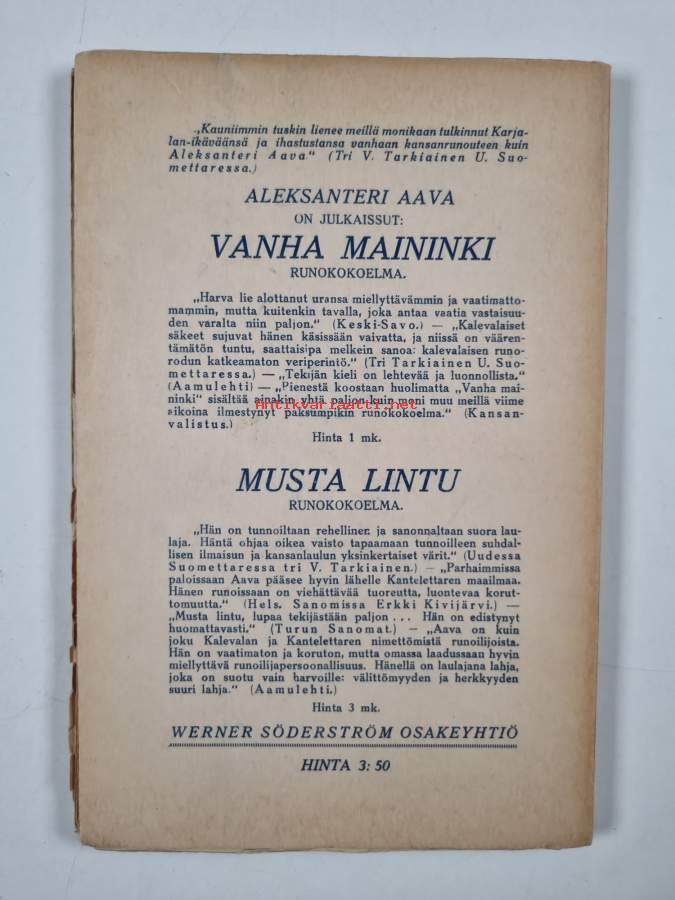 „Kauniimmin tuskin lienee meillä monikaan tulkinnut Karja-
lan-ikäväänsä ja ihastustansa vanhaan kansanrunouteen kuin
Aleksanteri Aava." (Tri V. Tarkiainen U. Suo-
mettaressa.)
ALEKSANTERI AAVA
ON JULKAISSUT:
VANHA MAININKI
RUNOKOKOELMA.
„Harva lie alottanut uransa miellyttävämmin ja vaatimatto-
mammin, mutta kuitenkin tavalla, joka antaa vaatia vastaisuu-
den varalta niin paljon." (Keski-Savo.) — „Kalevalaiset
säkeet sujuvat hänen käsissään vaivatta, ja niissä on väären-
tämätön tuntu, saattaisipa melkein sanoa: kalevalaisen runo-
rodun katkeamaton veriperintö." (Tri Tarkiainen U. Suo-
mettaressa.) — „Tekijän kieli on lehtevää ja luonnollista."
(Aamulehti) — „Pienestä koostaan huolimatta „Vanha mai-
ninki" sisältää ainakin yhtä paljon kuin moni muu meillä viime
aikoina ilmestynyt paksumpikin runokokoelma." (Kansan-
valistus.)
Antikvariaatti.net
Hinta 1 mk.
MUSTA LINTU
RUNOKOKOELMA.
„Hän on tunnoiltaan rehellinen ja sanonnaltaan suora lau-
laja. Häntä ohjaa oikea vaisto tapaamaan tunnoilleen suhdal-
lisen ilmaisun ja kansanlaulun yksinkertaiset värit." (Uudessa
Suomettaressa tri V. Tarkiainen.) — „Parhaimmissa
paloissaan Aava pääsee hyvin lähelle Kantelettaren maailmaa.
Hänen runoissaan on viehättävää tuoreutta, luontevaa korut-
tomuutta." (Hels. Sanomissa Erkki Kivijärvi.) —
„Musta lintu, lupaa tekijästään paljon ... Hän on edistynyt
huomattavasti." (Turun Sanomat.) — „Aava on kuin
joku Kalevalan ja Kantelettaren nimettömistä runoilijoista.
Hän on vaatimaton ja koruton, mutta omassa laadussaan hyvin
miellyttävä runoilijapersoonallisuus. Hänellä on laulajana lahja,
joka on suotu vain harvoille: välittömyyden ja herkkyyden
suuri lahja." (Aamulehti.)
Hinta 3 mk.
WERNER SÖDERSTRÖM OSAKEYHTIÖ
HINTA 3: 50